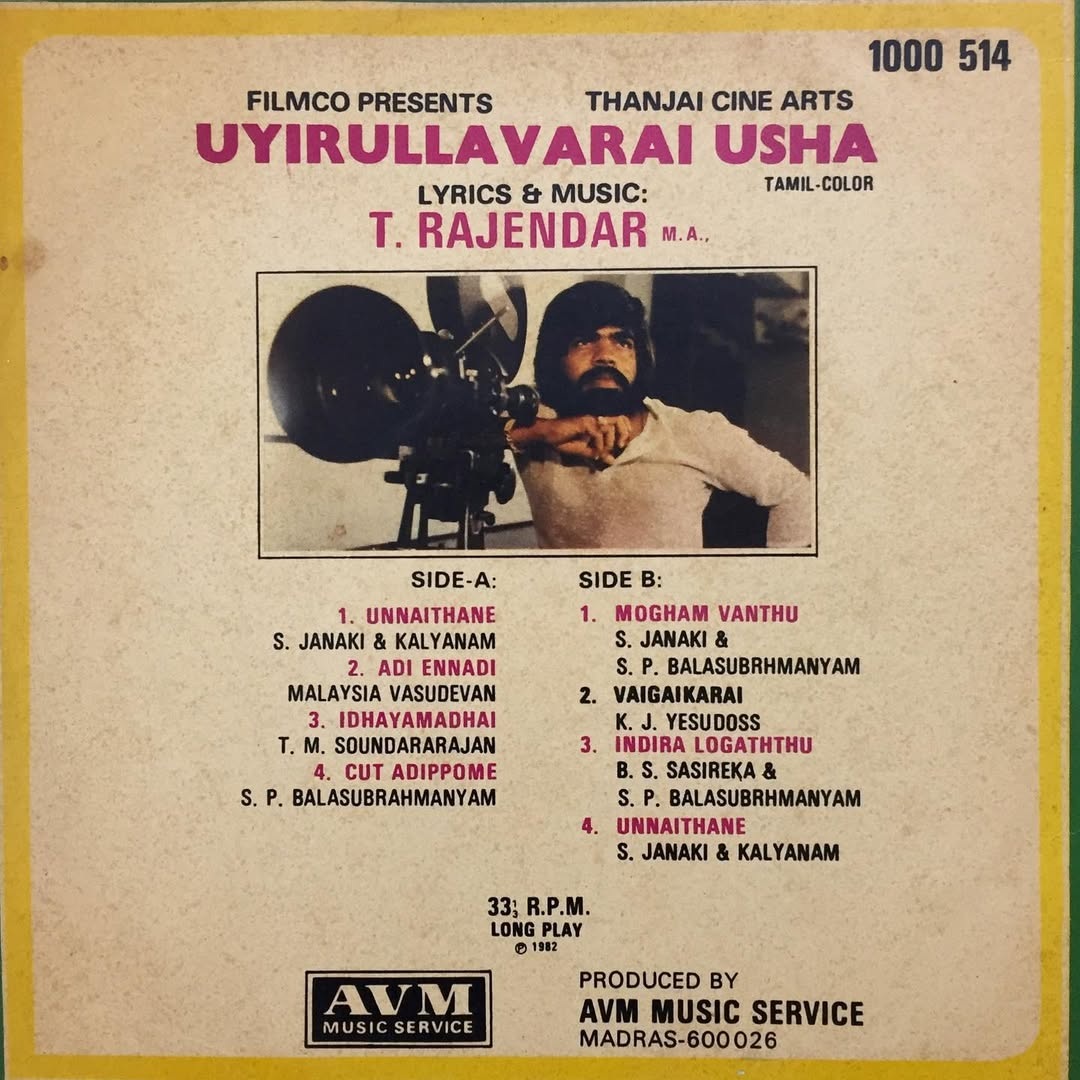 1000 514
FILMCO PRESENTS THANJAI CINE ARTS
UYIRULLAVARAI USHA
TAMIL-COLOR
LYRICS & MUSIC:
T. RAJENDAR M.A.,
SIDE-A:
1. UNNAITHANE
S. JANAKI & KALYANAM
2. ADI ENNADI
MALAYSIA VASUDEVAN
3. IDHAYAMADHAI
T. M. SOUNDARARAJAN
4. CUT ADIPPOME
S. P. BALASUBRAHMANYAM
SIDE B:
1. MOGHAM VANTHU
S. JANAKI &
S. P. BALASUBRHMANYAM
2. VAIGAIKARAI
K. J. YESUDOSS
3. INDIRA LOGATHTHU
B. S. SASIREKA &
S. P. BALASUBRHMANYAM
4. UNNAITHANE
S. JANAKI & KALYANAM
33⅓ R.P.M.
LONG PLAY
℗ 1982
AVM
MUSIC SERVICE
PRODUCED BY
AVM MUSIC SERVICE
MADRAS-600026